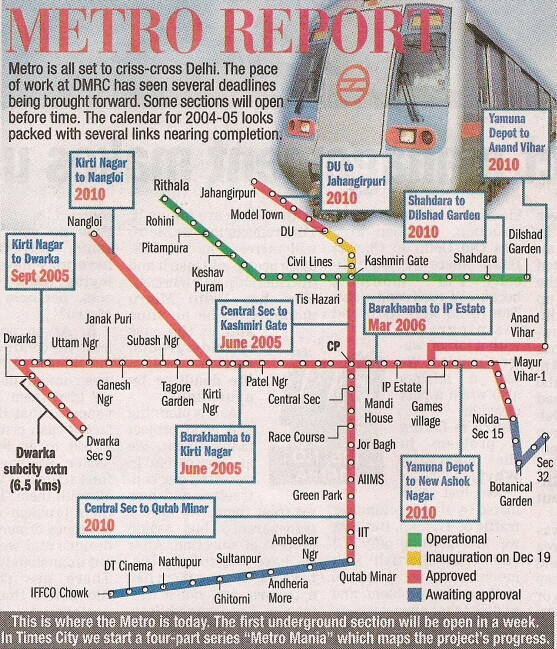 METRO REPORT
Metro is all set to criss-cross Delhi. The pace
of work at DMRC has seen several deadlines
being brought forward. Some sections will open
before time. The calendar for 2004-05 looks
packed with several links nearing completion.
Yamuna
Depot to
Anand Vihar
2010
Kirti Nagar
to Nangloi
2010
DU to
Jahangirpuri
2010
Shahdara to
Dilshad Garden
2010
Kirti Nagar
to Dwarka
Sept 2005
Rithala
Jahangirpuri
Rohini
Model Town
Nangloi
DU
Pitampura
Dilshad
Garden
Civil Lines
Kashmiri Gate
Shahdara
Keshav
Puram
Tis Hazari
Central Sec to
Kashmiri Gate
June 2005
Barakhamba to IP Estate
Mar 2006
Anand
Vihar
Janak Puri
Dwarka
Uttam Ngr
Subash Ngr
CP
Mayur
Vihar-1
Ganesh
Ngr
Tagore
Garden
Kirti
Ngr
Patel Ngr
Central Sec
Mandi
House
IP Estate
Games
village
Noida
Sec 15
Dwarka
Sec 9
Dwarka
subcity extn
(6.5 Kms)
Barakhamba to
Kirti Nagar
June 2005
Race Course
Jor Bagh
Yamuna Depot
to New Ashok
Nagar
2010
Sec
32
Botanical
Garden
AIIMS
Green Park
Central Sec to Qutab Minar
2010
IIT
Ambedkar
Ngr
Qutab Minar
DT Cinema
Nathupur
Sultanpur
IFFCO Chowk
Ghitorni
Andheria
More
Operational
Inauguration on Dec 19
Approved
Awaiting approval
This is where the Metro is today. The first underground section will be open in a week.
In Times City we start a four-part series "Metro Mania" which maps the project's progress.